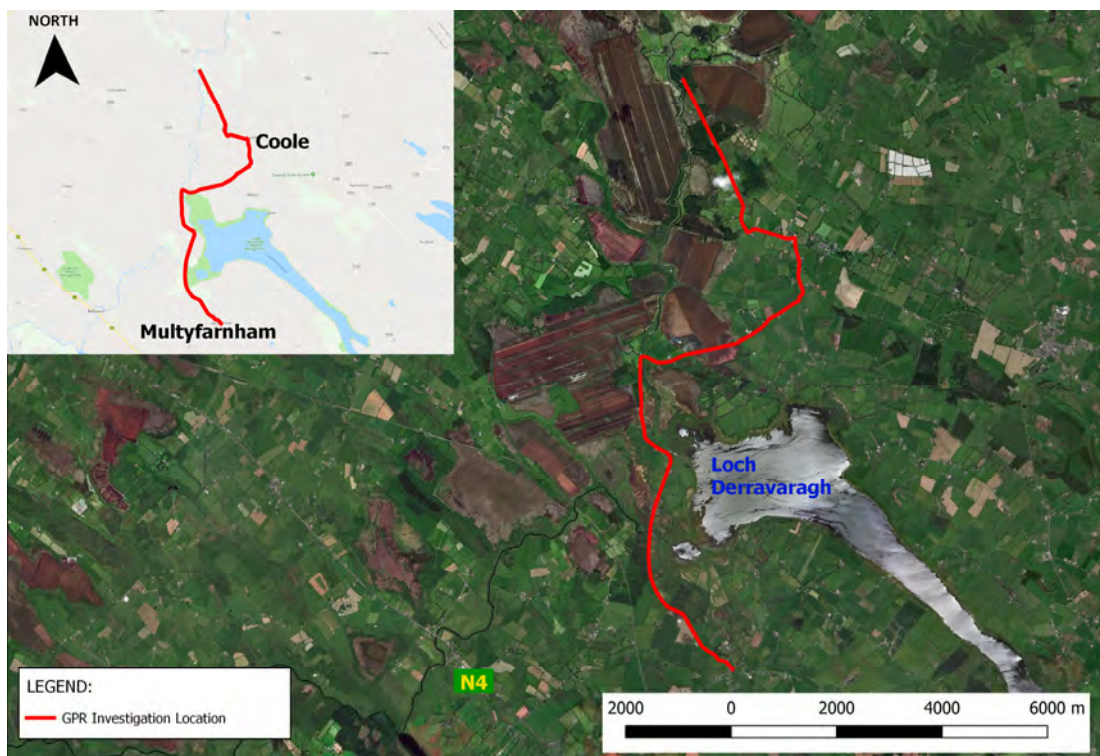 NORTH
Coole
Multyfarnham
Loch
Derravaragh
N4
LEGEND:
GPR Investigation Location
2000 0 2000 4000 6000 m